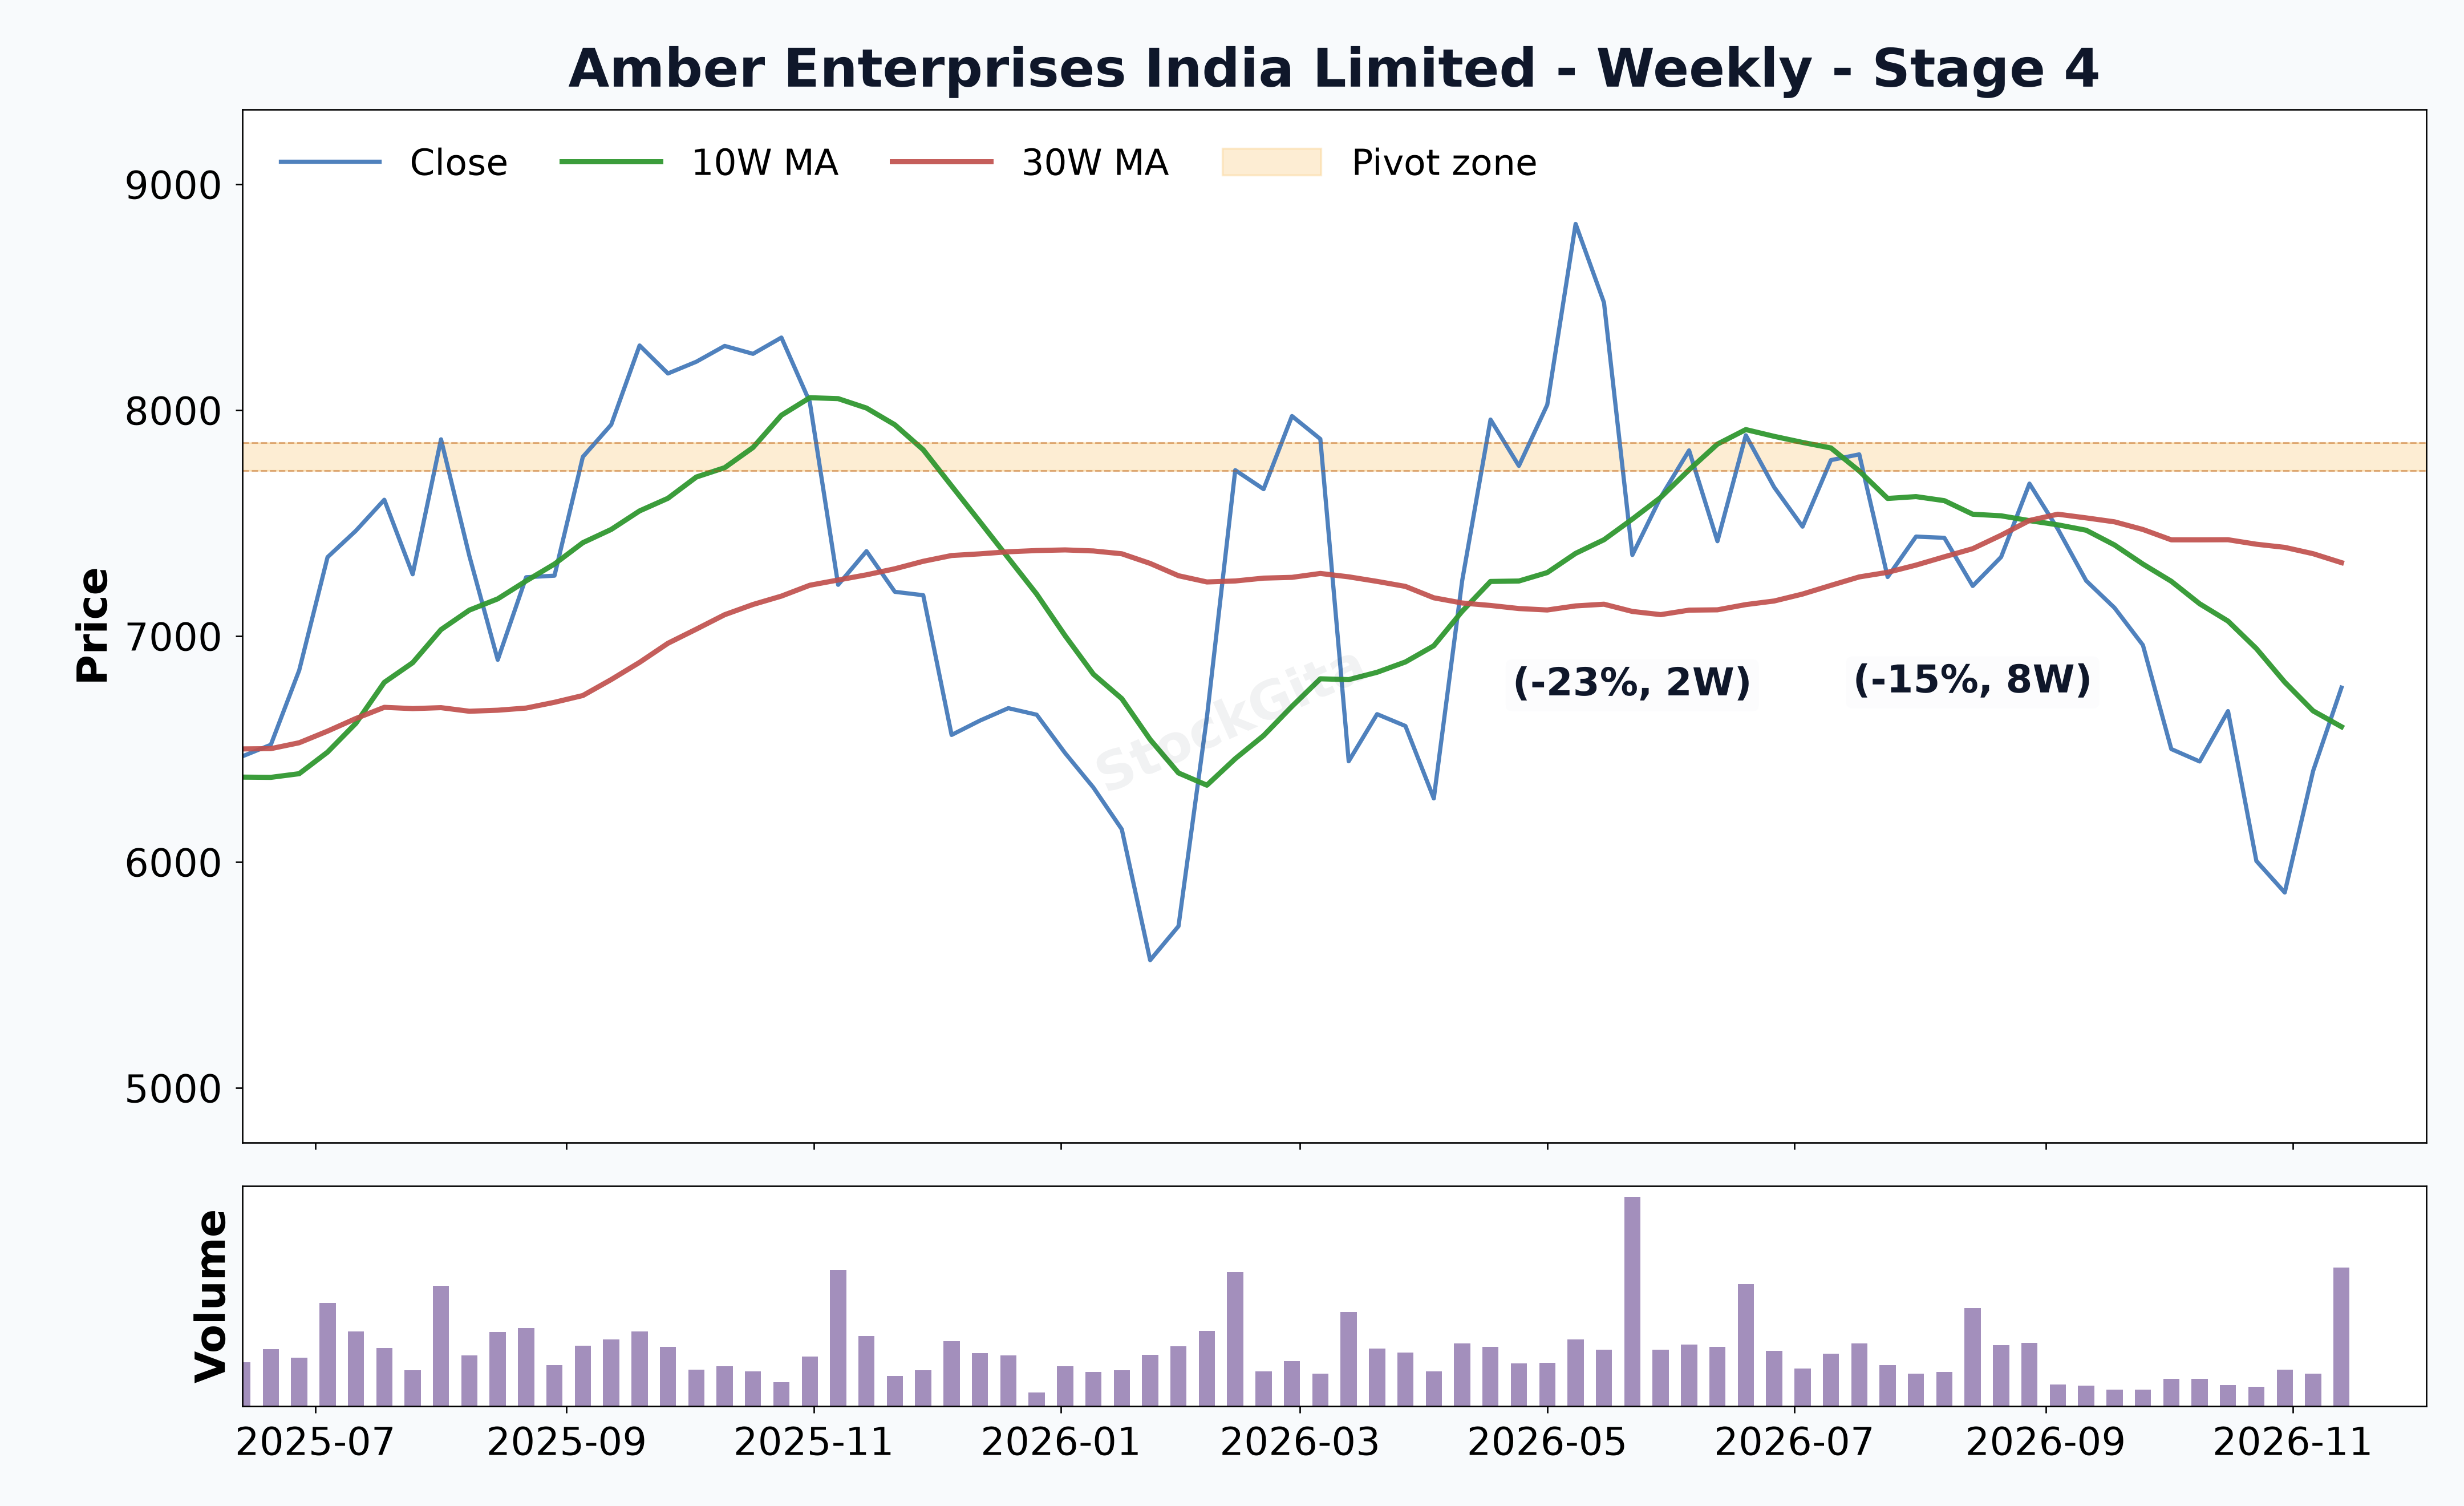 Amber Enterprises India Limited - Weekly - Stage 4
Close
10W MA
30W MA
Pivot zone
9000
8000
7000
6000
5000
Price
(-23%, 2W)
(-15%, 8W)
StockGita
Volume
2025-07
2025-09
2025-11
2026-01
2026-03
2026-05
2026-07
2026-09
2026-11